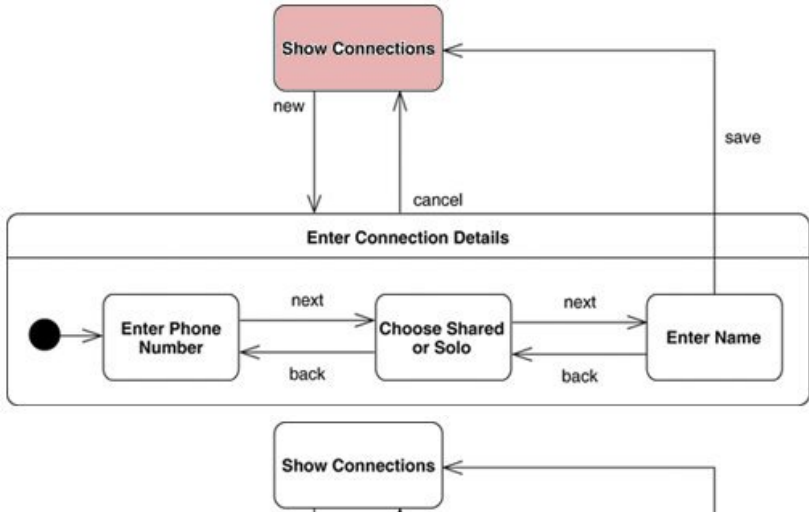 Show Connections
new
save
cancel
Enter Connection Details
next
next
Enter Phone
Number
Choose Shared
or Solo
Enter Name
back
back
Show Connections